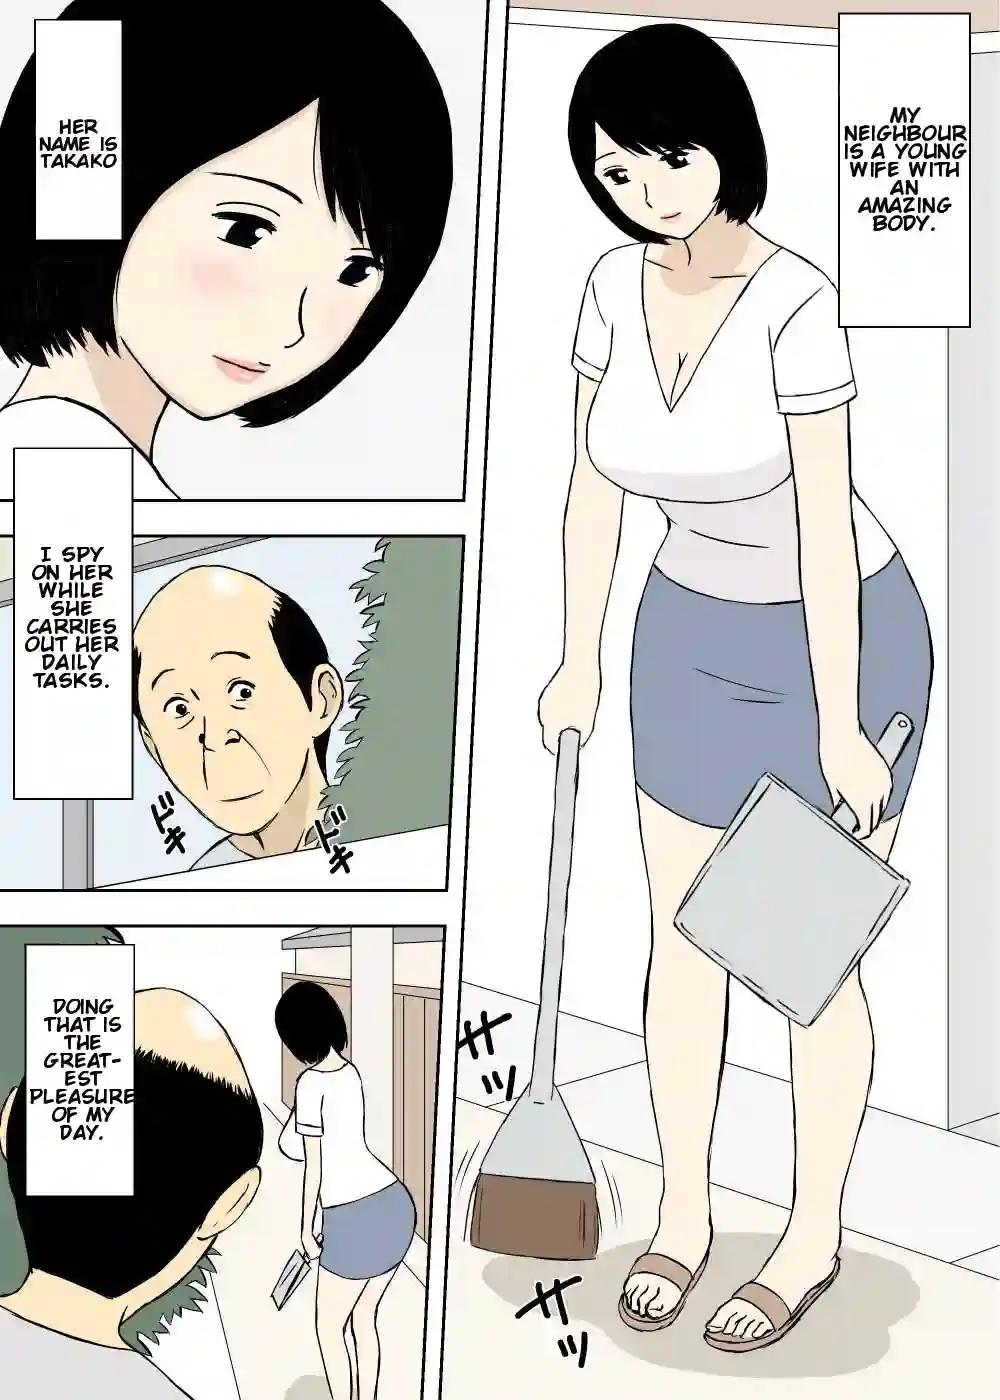 MY
NEIGHBOUR
IS A YOUNG
WIFE WITH
AN
AMAZING
BODY.
サッ
サッ
HER
NAME IS
TAKAKO
I SPY
ON HER
WHILE
SHE
CARRIES
OUT HER
DAILY
TASKS.
ドキ
ドキ
DOING
THAT IS
THE
GREAT-
EST
PLEASURE
OF MY
DAY.